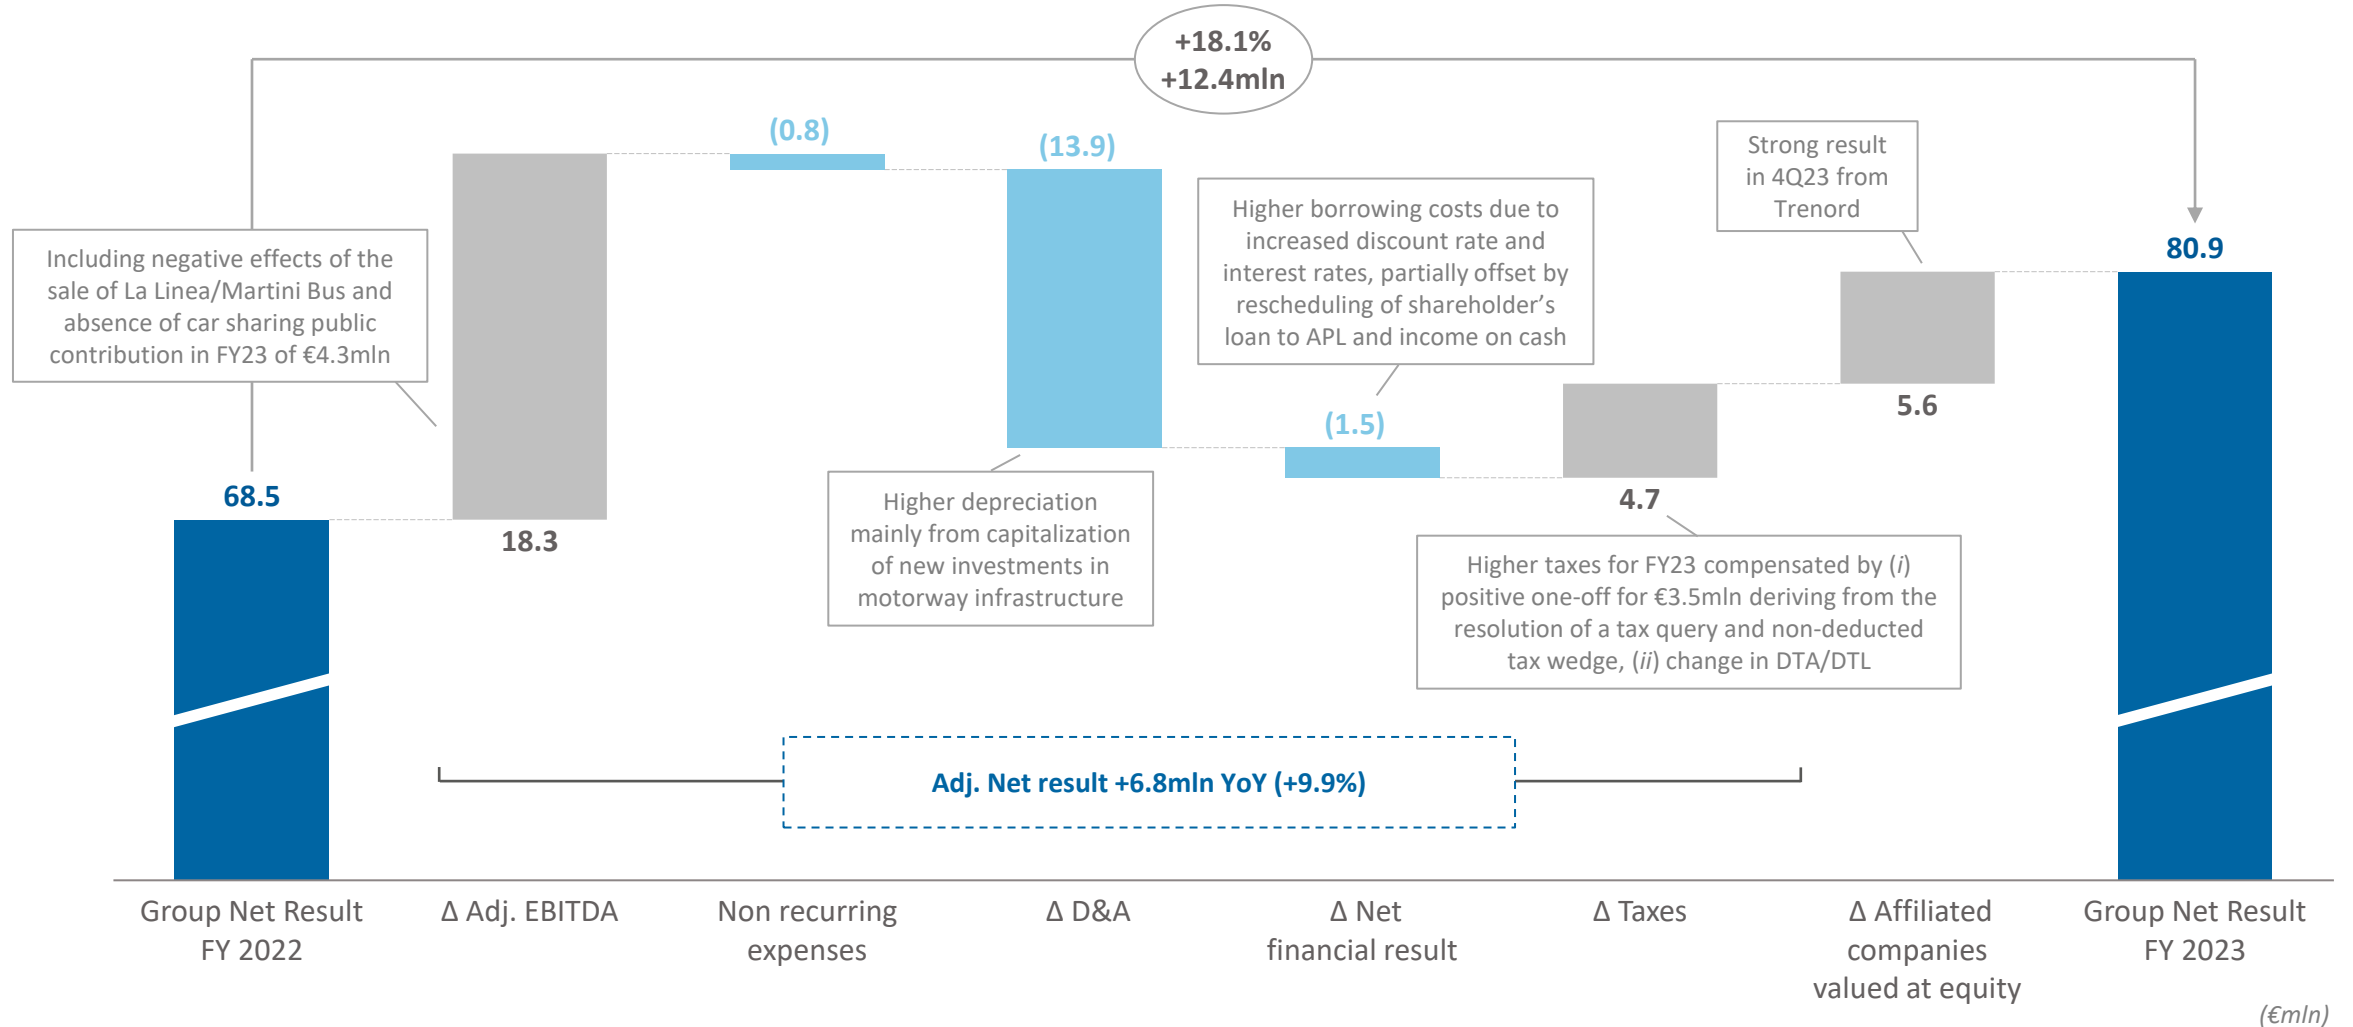 +18.1%
+12.4mln
(0.8)
(13.9)
Strong result
in 4Q23 from
Trenord
Higher borrowing costs due to
increased discount rate and
interest rates, partially offset by
rescheduling of shareholder’s
loan to APL and income on cash
Including negative effects of the
sale of La Linea/Martini Bus and
absence of car sharing public
contribution in FY23 of €4.3mln
80.9
5.6
(1.5)
68.5
18.3
Higher depreciation
mainly from capitalization
of new investments in
motorway infrastructure
4.7
Higher taxes for FY23 compensated by (i)
positive one-off for €3.5mln deriving from the
resolution of a tax query and non-deducted
tax wedge, (ii) change in DTA/DTL
Adj. Net result +6.8mln YoY (+9.9%)
Group Net Result
FY 2022
Δ Adj. EBITDA
Non recurring
expenses
Δ D&A
Δ Net
financial result
Δ Taxes
Δ Affiliated
companies
valued at equity
Group Net Result
FY 2023
(€mln)